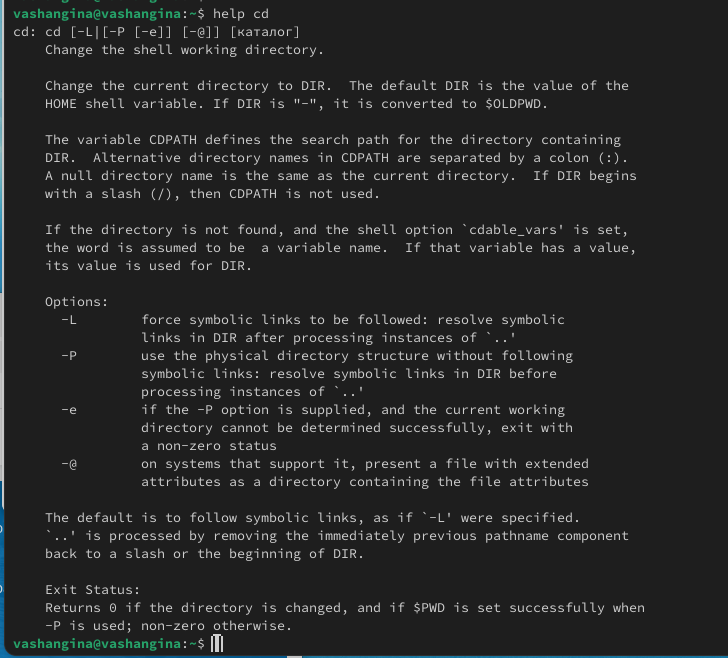 vashangina@vashangina:~$ help cd
cd: cd [-L|[-P [-e]] [-@]] [каталог]
    Change the shell working directory.

    Change the current directory to DIR.  The default DIR is the value of the
    HOME shell variable. If DIR is "-", it is converted to $OLDPWD.

    The variable CDPATH defines the search path for the directory containing
    DIR.  Alternative directory names in CDPATH are separated by a colon (:).
    A null directory name is the same as the current directory.  If DIR begins
    with a slash (/), then CDPATH is not used.

    If the directory is not found, and the shell option `cdable_vars' is set,
    the word is assumed to be  a variable name.  If that variable has a value,
    its value is used for DIR.

    Options:
      -L        force symbolic links to be followed: resolve symbolic
                links in DIR after processing instances of `..'
      -P        use the physical directory structure without following
                symbolic links: resolve symbolic links in DIR before
                processing instances of `..'
      -e        if the -P option is supplied, and the current working
                directory cannot be determined successfully, exit with
                a non-zero status
      -@        on systems that support it, present a file with extended
                attributes as a directory containing the file attributes

    The default is to follow symbolic links, as if `-L' were specified.
    `..' is processed by removing the immediately previous pathname component
    back to a slash or the beginning of DIR.

    Exit Status:
    Returns 0 if the directory is changed, and if $PWD is set successfully when
    -P is used; non-zero otherwise.
vashangina@vashangina:~$